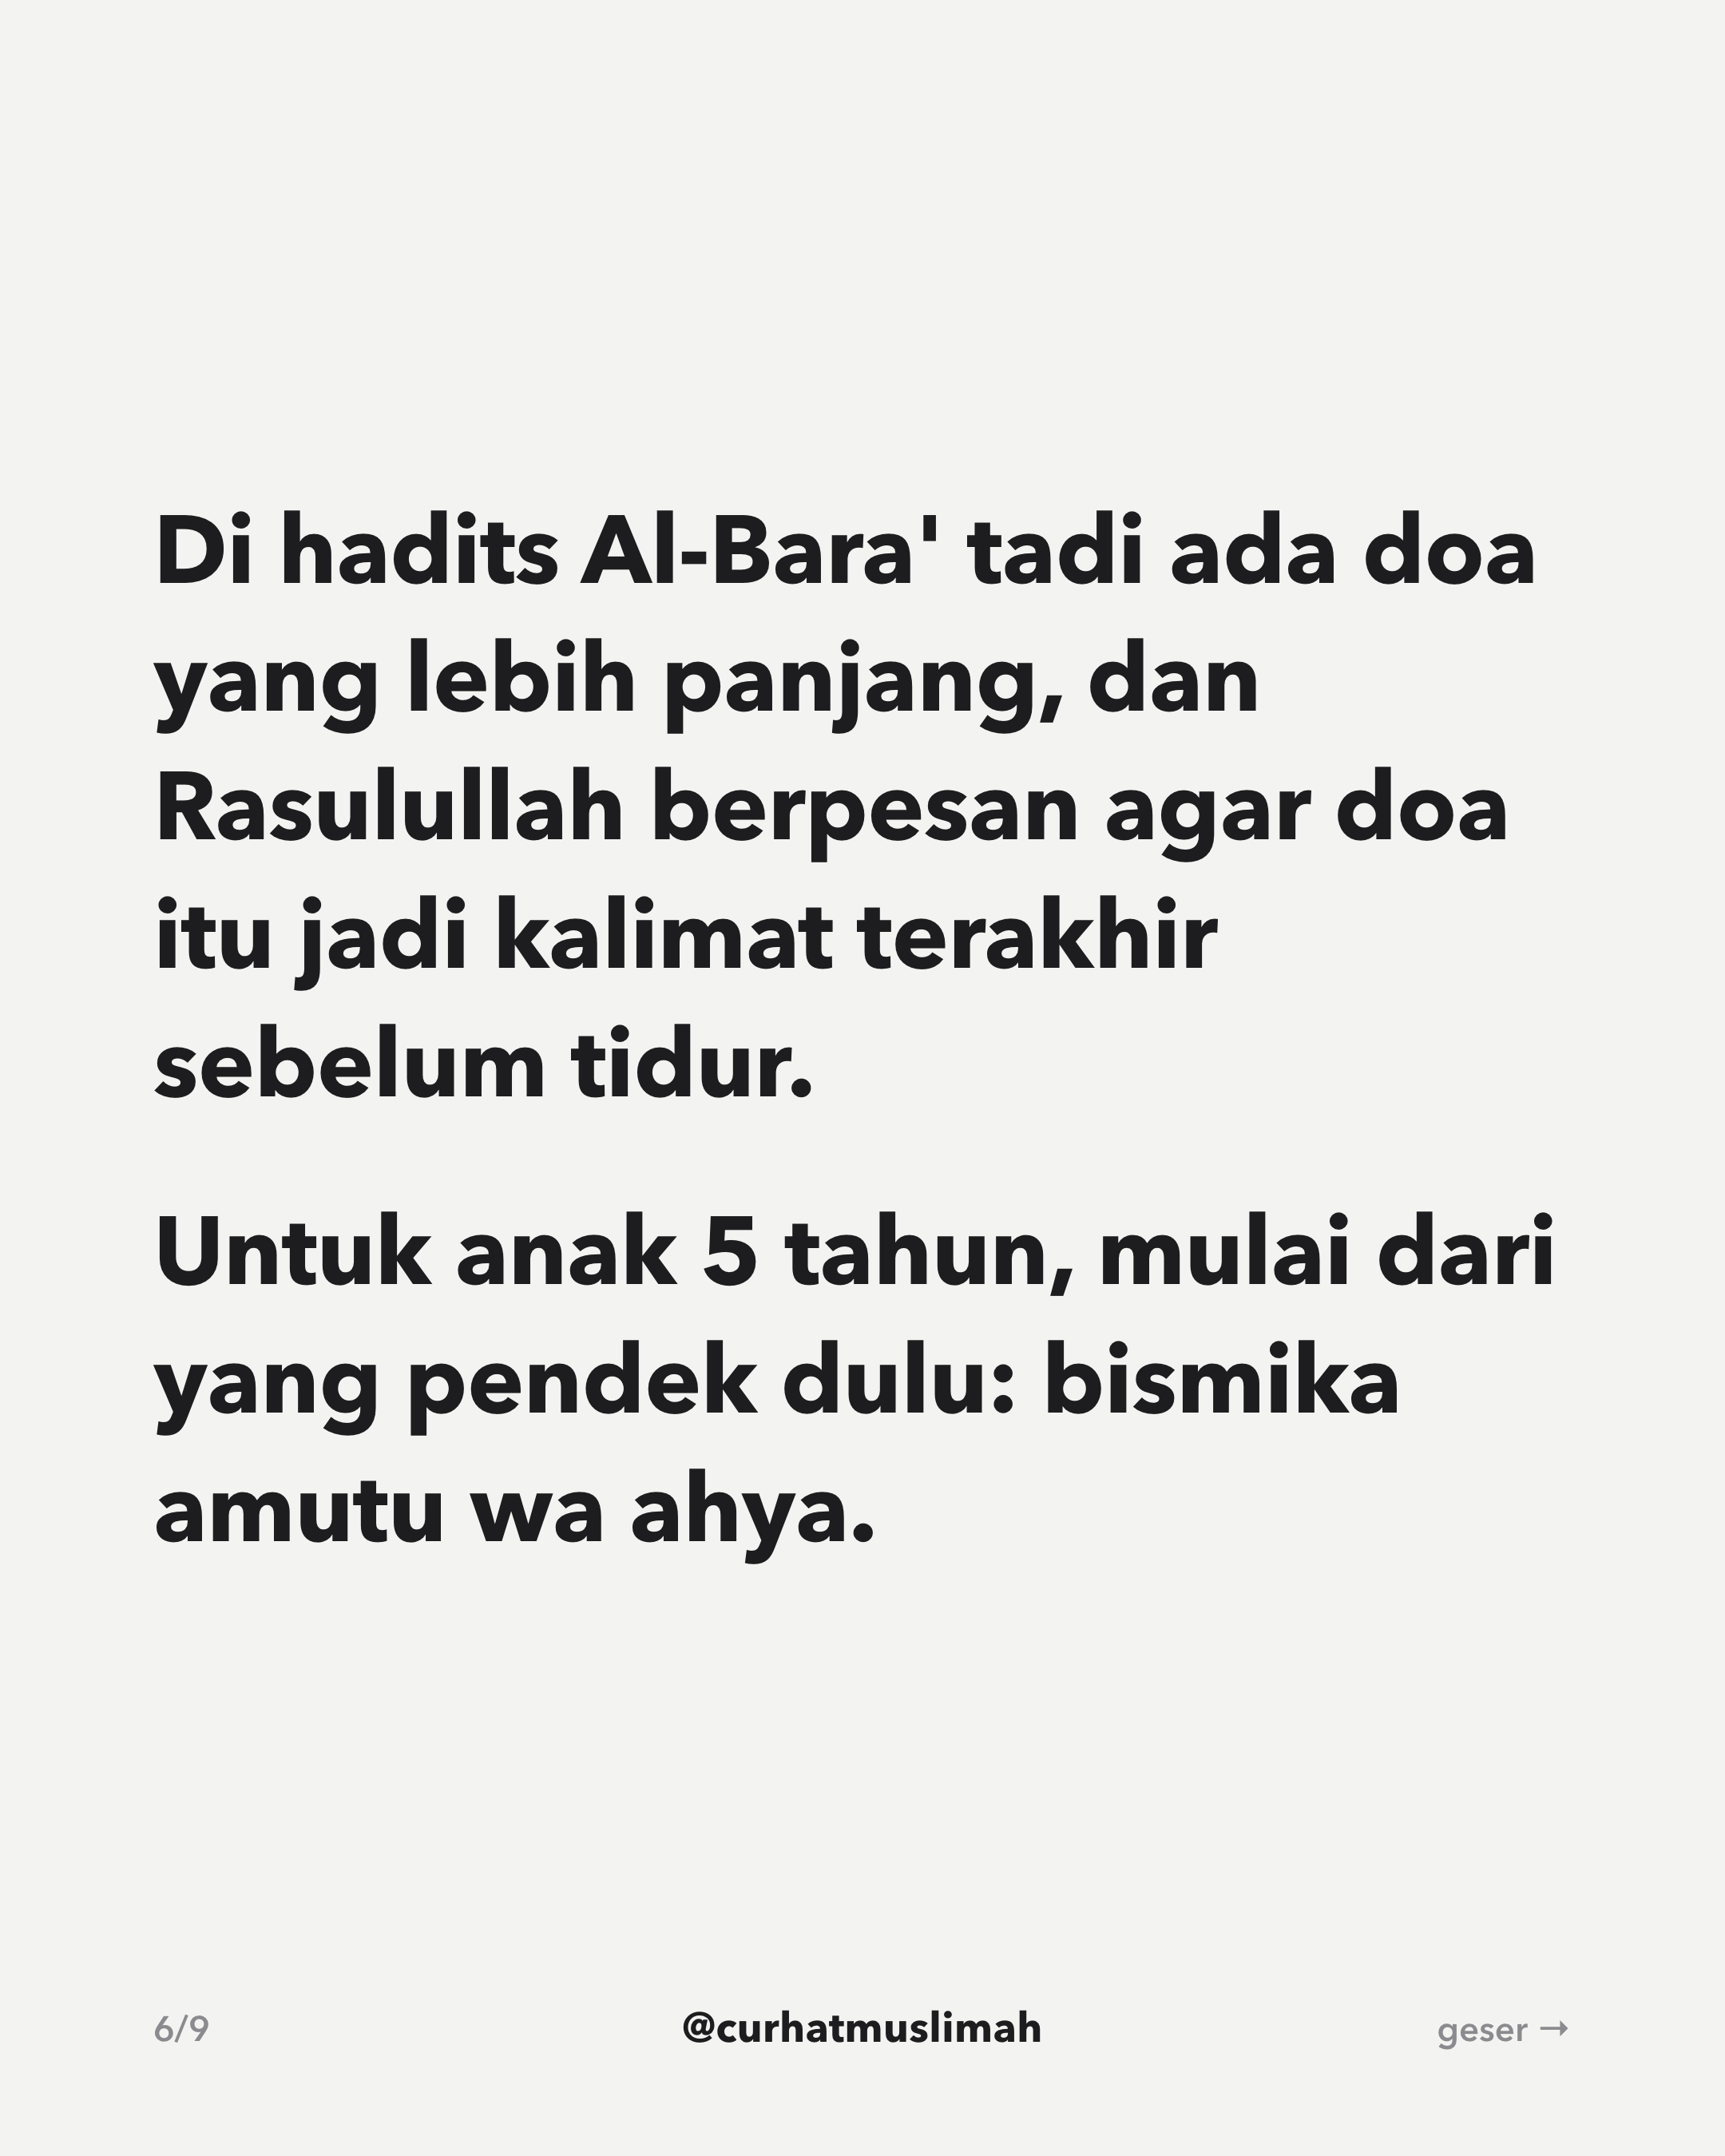 Di hadits Al-Bara' tadi ada doa
yang lebih panjang, dan
Rasulullah berpesan agar doa
itu jadi kalimat terakhir
sebelum tidur.
Untuk anak 5 tahun, mulai dari
yang pendek dulu: bismika
amutu wa ahya.
6/9
@curhatmuslimah
geser →